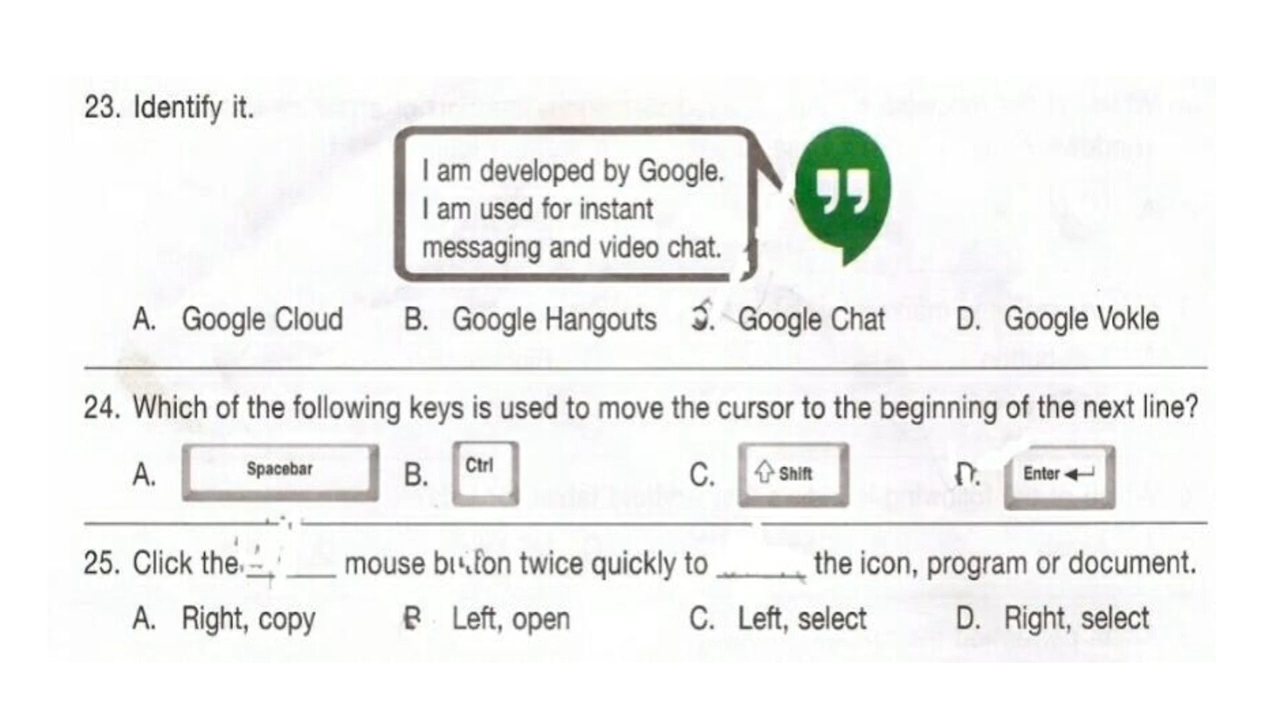 23. Identify it.
I am developed by Google.
I am used for instant
messaging and video chat.
A. Google Cloud B. Google Hangouts C. Google Chat D. Google Vokle
24. Which of the following keys is used to move the cursor to the beginning of the next line?
A. Spacebar B. Ctrl C. Shift D. Enter
25. Click the ____ mouse button twice quickly to ____ the icon, program or document.
A. Right, copy B Left, open C. Left, select D. Right, select